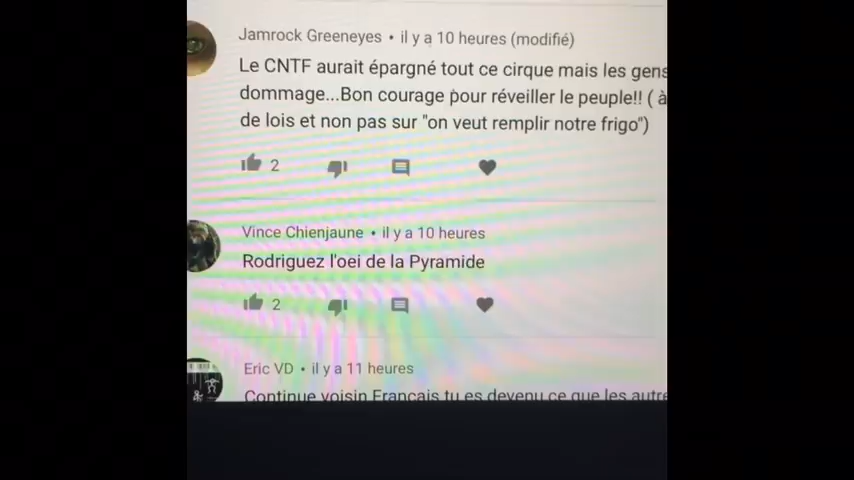 Jamrock Greeneyes • il y a 10 heures (modifié)
Le CNTF aurait épargné tout ce cirque mais les gens
dommage...Bon courage pour réveiller le peuple!! ( à
de lois et non pas sur "on veut remplir notre frigo")
2
Vince Chienjaune • il y a 10 heures
Rodriguez l'oei de la Pyramide
2
Eric VD • il y a 11 heures
Continue voisin Français tu es devenu ce que les autre